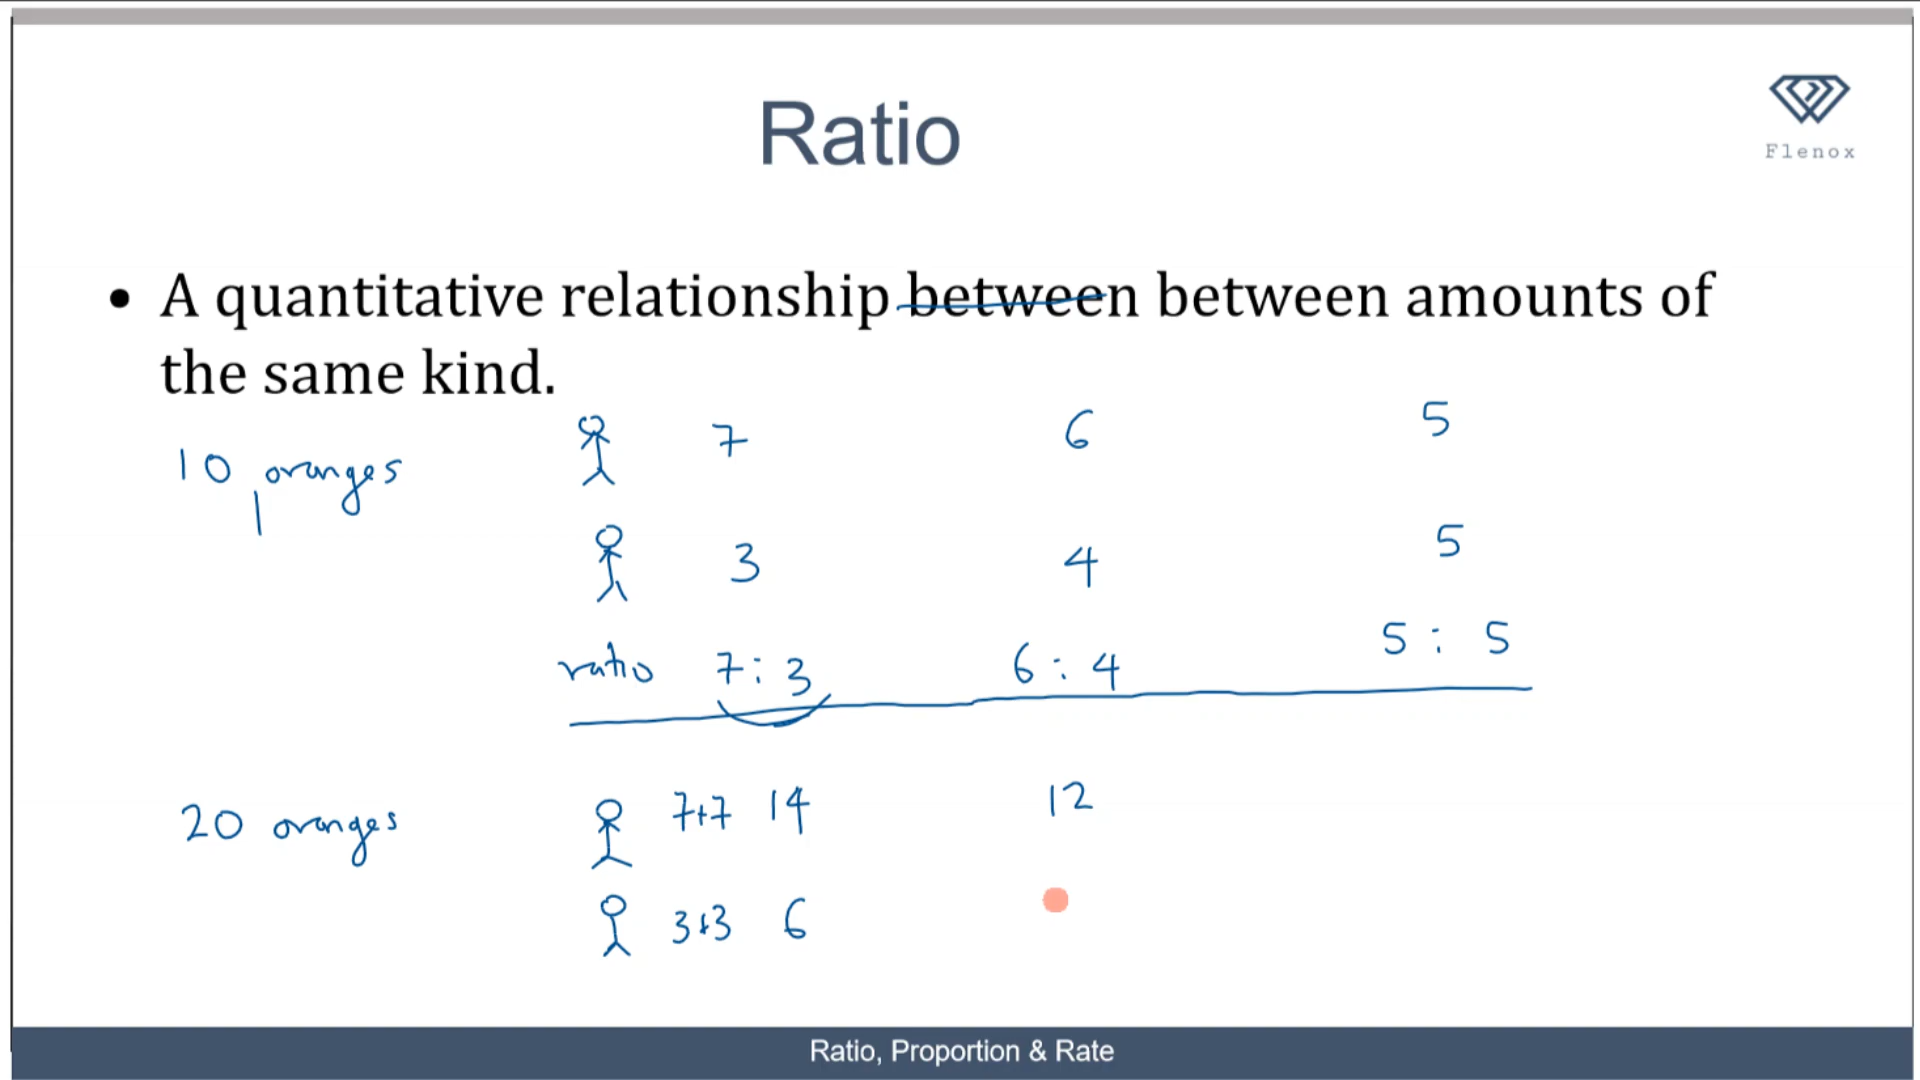 Ratio
Flenox
• A quantitative relationship between between amounts of
the same kind.
10 oranges 7 6 5
3 4 5
ratio 7 : 3 6 : 4 5 : 5
20 oranges 7+7 14 12
3+3 6
Ratio, Proportion & Rate